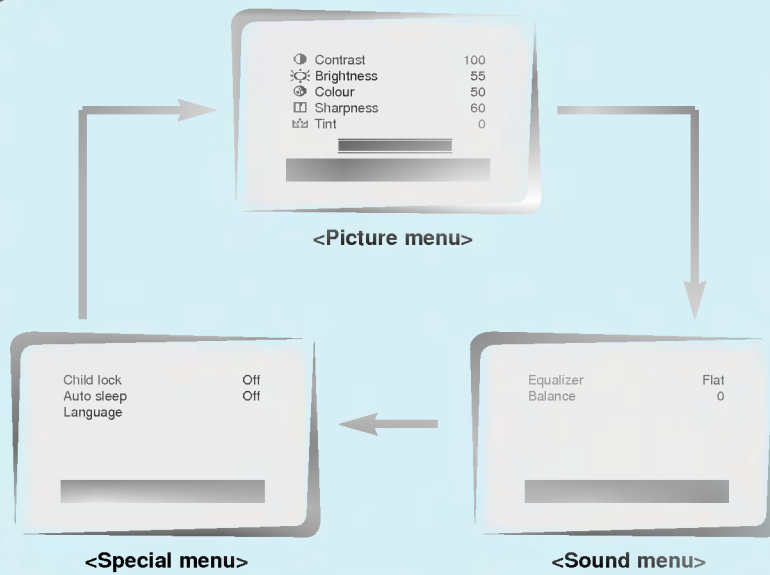 Contrast 100
Brightness 55
Colour 50
Sharpness 60
Tint 0
<Picture menu>
Child lock Off
Auto sleep Off
Language
<Special menu>
Equalizer Flat
Balance 0
<Sound menu>